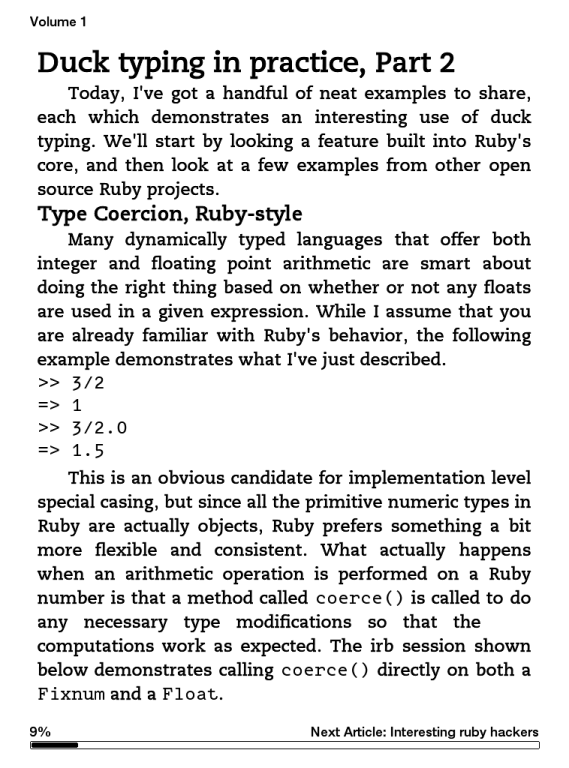 Volume 1
Duck typing in practice, Part 2
Today, I've got a handful of neat examples to share,
each which demonstrates an interesting use of duck
typing. We'll start by looking a feature built into Ruby's
core, and then look at a few examples from other open
source Ruby projects.
Type Coercion, Ruby-style
Many dynamically typed languages that offer both
integer and floating point arithmetic are smart about
doing the right thing based on whether or not any floats
are used in a given expression. While I assume that you
are already familiar with Ruby's behavior, the following
example demonstrates what I've just described.
>> 3/2
=> 1
>> 3/2.0
=> 1.5
This is an obvious candidate for implementation level
special casing, but since all the primitive numeric types in
Ruby are actually objects, Ruby prefers something a bit
more flexible and consistent. What actually happens
when an arithmetic operation is performed on a Ruby
number is that a method called coerce() is called to do
any necessary type modifications so that the
computations work as expected. The irb session shown
below demonstrates calling coerce() directly on both a
Fixnum and a Float.
9% Next Article: Interesting ruby hackers